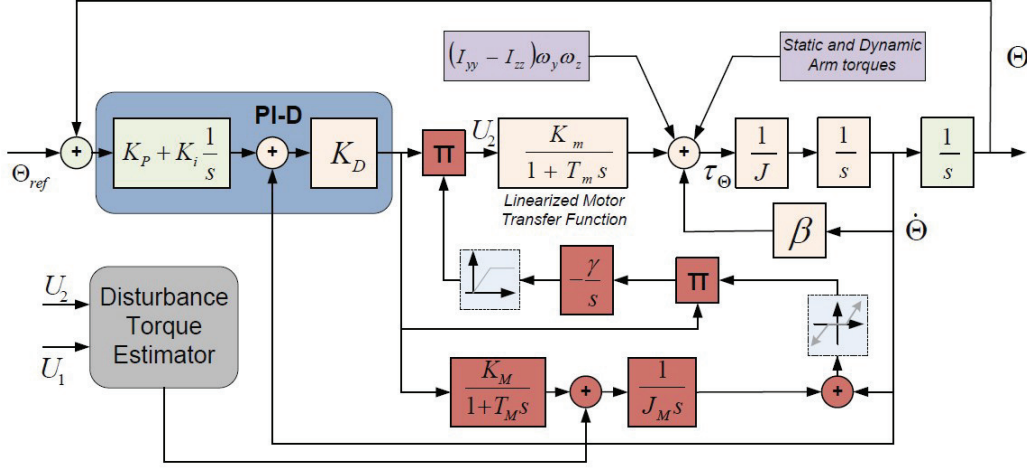 (I_yy − I_zz)ω_y ω_z
Static and Dynamic
Arm torques
Θ
PI-D
Θ_ref
+
K_P + K_i 1/s
+
K_D
π
U_2
K_m / (1 + T_m s)
Linearized Motor
Transfer Function
+
τ_Θ
1/J
1/s
1/s
β
Θ̇
−γ/s
π
U_2
U_1
Disturbance
Torque
Estimator
K_M / (1+T_M s)
+
1 / (J_M s)
+